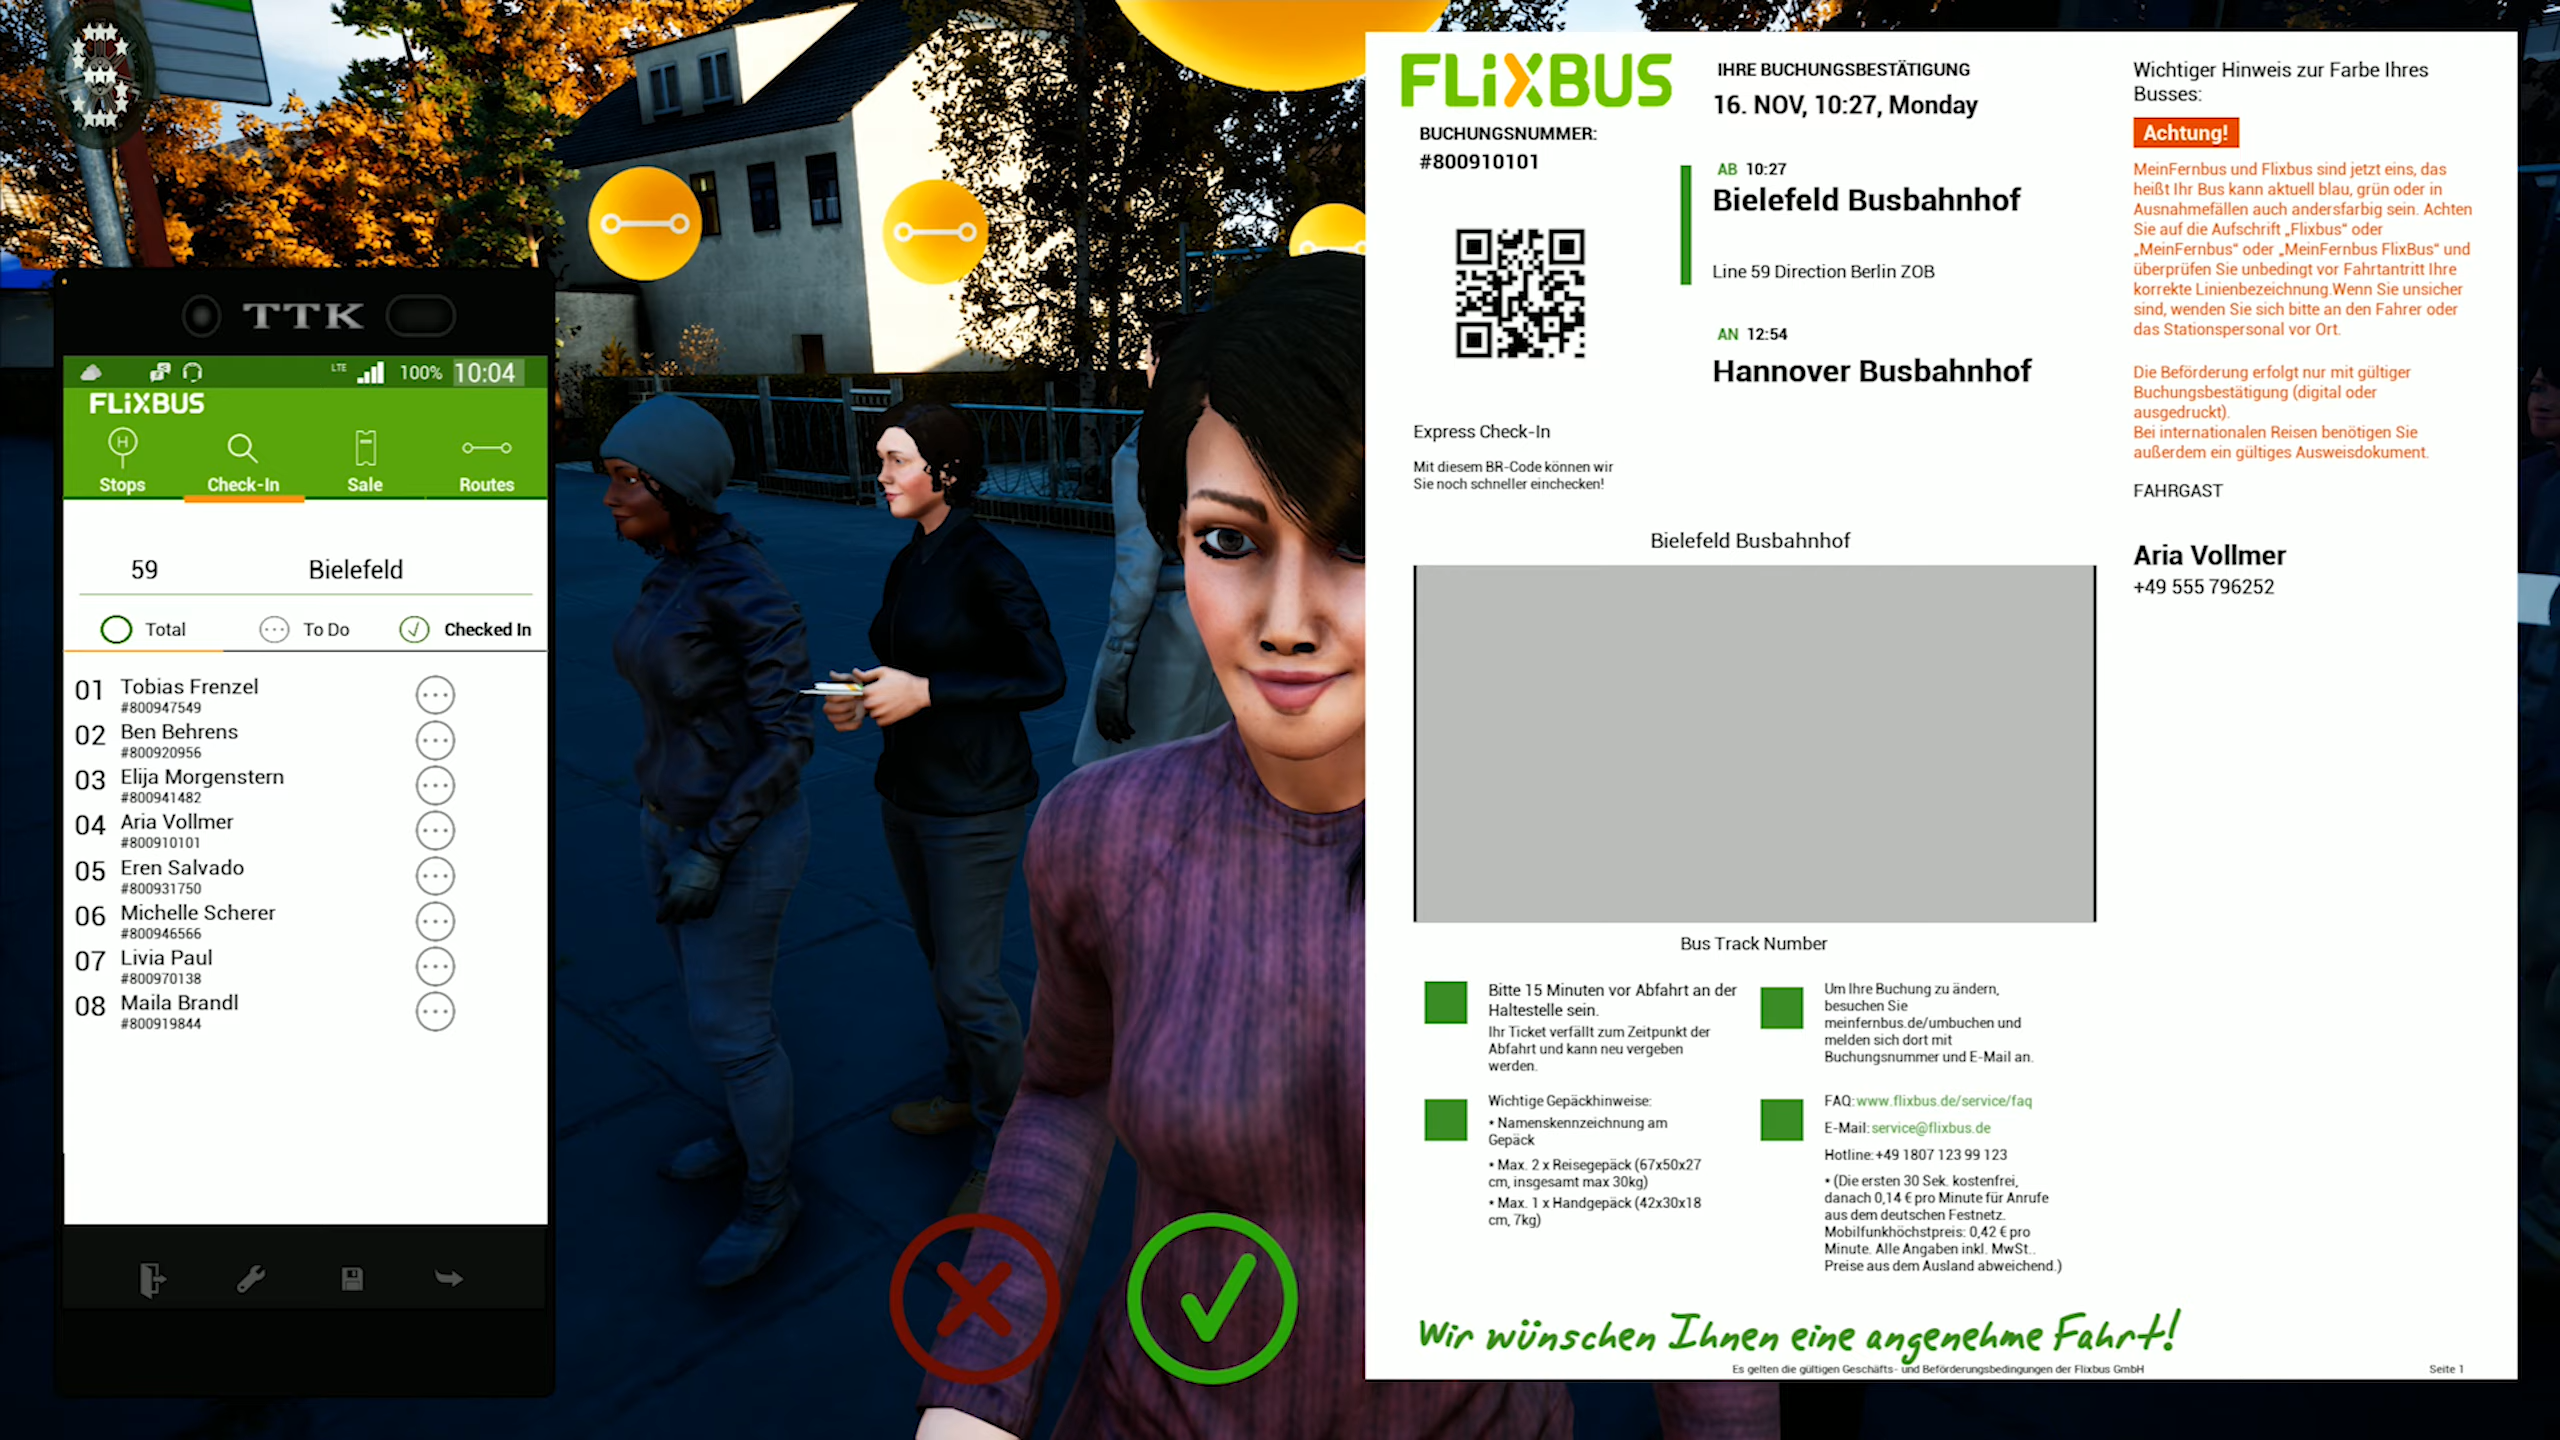 TTK
LTE 100% 10:04
FLiXBUS
Stops Check-In Sale Routes
59 Bielefeld
Total To Do Checked In
01 Tobias Frenzel
#800947549
02 Ben Behrens
#800920956
03 Elija Morgenstern
#800941482
04 Aria Vollmer
#800910101
05 Eren Salvado
#800931750
06 Michelle Scherer
#800946566
07 Livia Paul
#800970138
08 Maila Brandl
#800919844
FLiXBUS
BUCHUNGSNUMMER:
#800910101
IHRE BUCHUNGSBESTÄTIGUNG
16. NOV, 10:27, Monday
AB 10:27
Bielefeld Busbahnhof
Line 59 Direction Berlin ZOB
AN 12:54
Hannover Busbahnhof
Express Check-In
Mit diesem BR-Code können wir
Sie noch schneller einchecken!
Bielefeld Busbahnhof
Bus Track Number
Bitte 15 Minuten vor Abfahrt an der
Haltestelle sein.
Ihr Ticket verfällt zum Zeitpunkt der
Abfahrt und kann neu vergeben
werden.
Wichtige Gepäckhinweise:
• Namenskennzeichnung am
Gepäck
• Max. 2 x Reisegepäck (67x50x27
cm, insgesamt max 30kg)
• Max. 1 x Handgepäck (42x30x18
cm, 7kg)
Um Ihre Buchung zu ändern,
besuchen Sie
meinfernbus.de/umbuchen und
melden sich dort mit
Buchungsnummer und E-Mail an.
FAQ: www.flixbus.de/service/faq
E-Mail: service@flixbus.de
Hotline: +49 1807 123 99 123
• (Die ersten 30 Sek. kostenfrei,
danach 0,14 € pro Minute für Anrufe
aus dem deutschen Festnetz.
Mobilfunkhöchstpreis: 0,42 € pro
Minute. Alle Angaben inkl. MwSt..
Preise aus dem Ausland abweichend.)
Wichtiger Hinweis zur Farbe Ihres
Busses:
Achtung!
MeinFernbus und Flixbus sind jetzt eins, das
heißt Ihr Bus kann aktuell blau, grün oder in
Ausnahmefällen auch andersfarbig sein. Achten
Sie auf die Aufschrift „Flixbus“ oder
„MeinFernbus“ oder „MeinFernbus FlixBus“ und
überprüfen Sie unbedingt vor Fahrtantritt Ihre
korrekte Linienbezeichnung.Wenn Sie unsicher
sind, wenden Sie sich bitte an den Fahrer oder
das Stationspersonal vor Ort.
Die Beförderung erfolgt nur mit gültiger
Buchungsbestätigung (digital oder
ausgedruckt).
Bei internationalen Reisen benötigen Sie
außerdem ein gültiges Ausweisdokument.
FAHRGAST
Aria Vollmer
+49 555 796252
Wir wünschen Ihnen eine angenehme Fahrt!
Es gelten die gültigen Geschäfts- und Beförderungsbedingungen der Flixbus GmbH
Seite 1